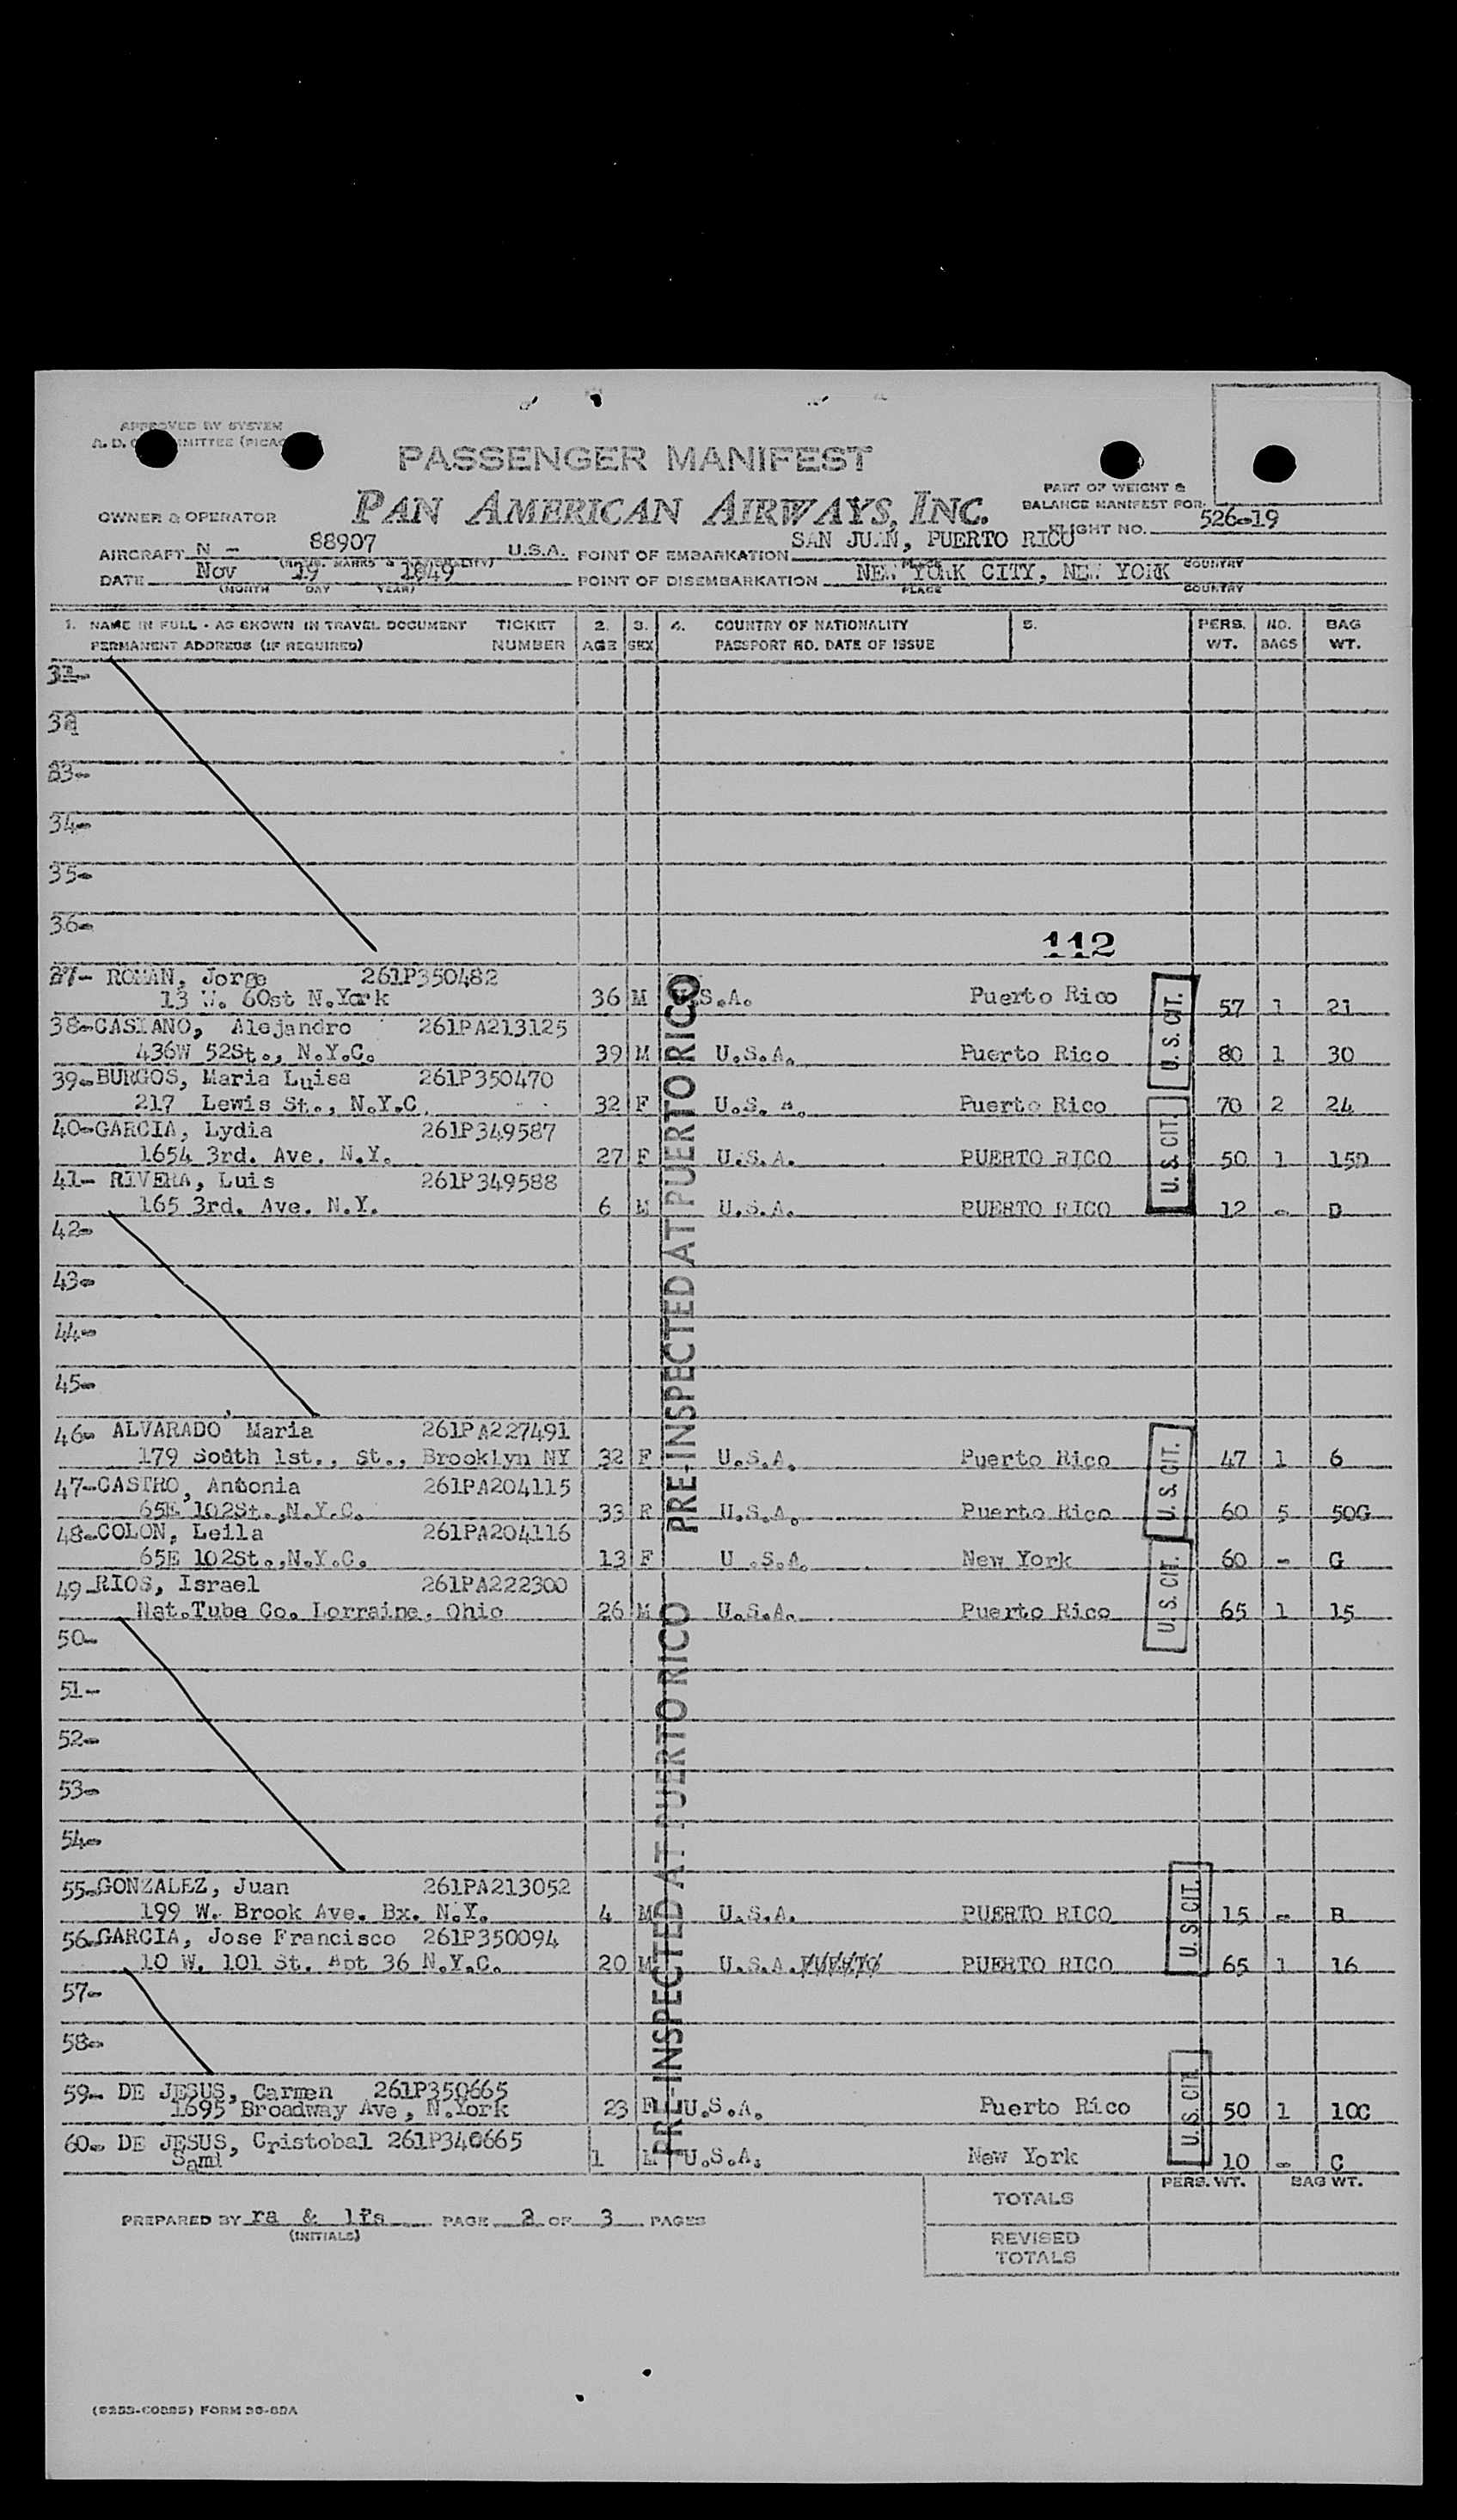 APPROVED BY SYSTEM
PASSENGER MANIFEST
PAN AMERICAN AIRWAYS, INC.
PART OF WEIGHT &
BALANCE MANIFEST FOR
OWNER & OPERATOR
FLIGHT NO. 526-19
AIRCRAFT N - 88907 U.S.A. POINT OF EMBARKATION SAN JUAN, PUERTO RICO
COUNTRY
DATE Nov 19 1949 POINT OF DISEMBARKATION NEW YORK CITY, NEW YORK
(MONTH DAY YEAR) PLACE COUNTRY
1. NAME IN FULL - AS SHOWN IN TRAVEL DOCUMENT TICKET 2. 3. 4. COUNTRY OF NATIONALITY 5. PERS. NO. BAG
PERMANENT ADDRESS (IF REQUIRED) NUMBER AGE SEX PASSPORT NO. DATE OF ISSUE WT. BAGS WT.
33-
34-
35-
36-
112
37- ROMAN, Jorge 261P350482
13 W. 60st N.York 36 M U.S.A. Puerto Rico 57 1 21
38-CASIANO, Alejandro 261PA213125
436W 52St., N.Y.C. 39 M U.S.A. Puerto Rico 80 1 30
39-BURGOS, Maria Luisa 261P350470
217 Lewis St., N.Y.C. 32 F U.S. A. Puerto Rico 70 2 24
40-GARCIA, Lydia 261P349587
1654 3rd. Ave. N.Y. 27 F U.S.A. PUERTO RICO 50 1 15D
41- RIVERA, Luis 261P349588
165 3rd. Ave. N.Y. 6 M U.S.A. PUERTO RICO 12 - D
42-
43-
44-
45-
46- ALVARADO, Maria 261PA227491
179 South 1st., St., Brooklyn NY 32 F U.S.A. Puerto Rico 47 1 6
47-CASTRO, Antonia 261PA204115
65E 102St.,N.Y.C. 33 F U.S.A. Puerto Rico 60 5 50G
48-COLON, Leila 261PA204116
65E 102St.,N.Y.C. 13 F U .S.A. New York 60 - G
49-RIOS, Israel 261PA222300
Nat.Tube Co. Lorraine, Ohio 26 M U.S.A. Puerto Rico 65 1 15
50-
51-
52-
53-
54-
55-GONZALEZ, Juan 261PA213052
199 W. Brook Ave. Bx. N.Y. 4 M U.S.A. PUERTO RICO 15 - B
56-GARCIA, Jose Francisco 261P350094
10 W. 101 St. Apt 36 N.Y.C. 20 M U.S.A. PUERTO RICO 65 1 16
57-
58-
59- DE JESUS, Carmen 261P350665
1695 Broadway Ave, N.York 23 F U.S.A. Puerto Rico 50 1 10C
60- DE JESUS, Cristobal 261P340665
1 M U.S.A. New York 10 - C
PRE-INSPECTED AT PUERTO RICO
PRE-INSPECTED AT PUERTO RICO
U. S. CIT.
U. S. CIT.
U. S. CIT.
U. S. CIT.
U. S. CIT.
U. S. CIT.
PERS. WT. BAG WT.
TOTALS
PREPARED BY ra & PAGE 2 OF 3 PAGES
(INITIALS)
REVISED
TOTALS